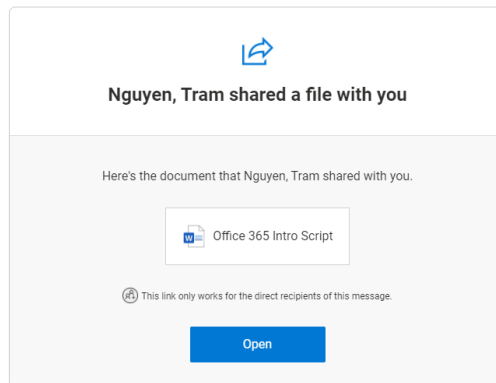 Nguyen, Tram shared a file with you
Here's the document that Nguyen, Tram shared with you.
Office 365 Intro Script
This link only works for the direct recipients of this message.
Open